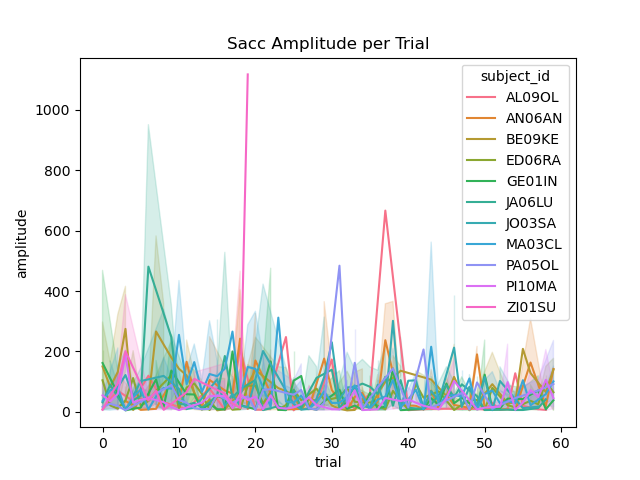 Sacc Amplitude per Trial
subject_id
AL09OL
AN06AN
BE09KE
ED06RA
GE01IN
JA06LU
JO03SA
MA03CL
PA05OL
PI10MA
ZI01SU
amplitude
1000
800
600
400
200
0
0 10 20 30 40 50 60
trial